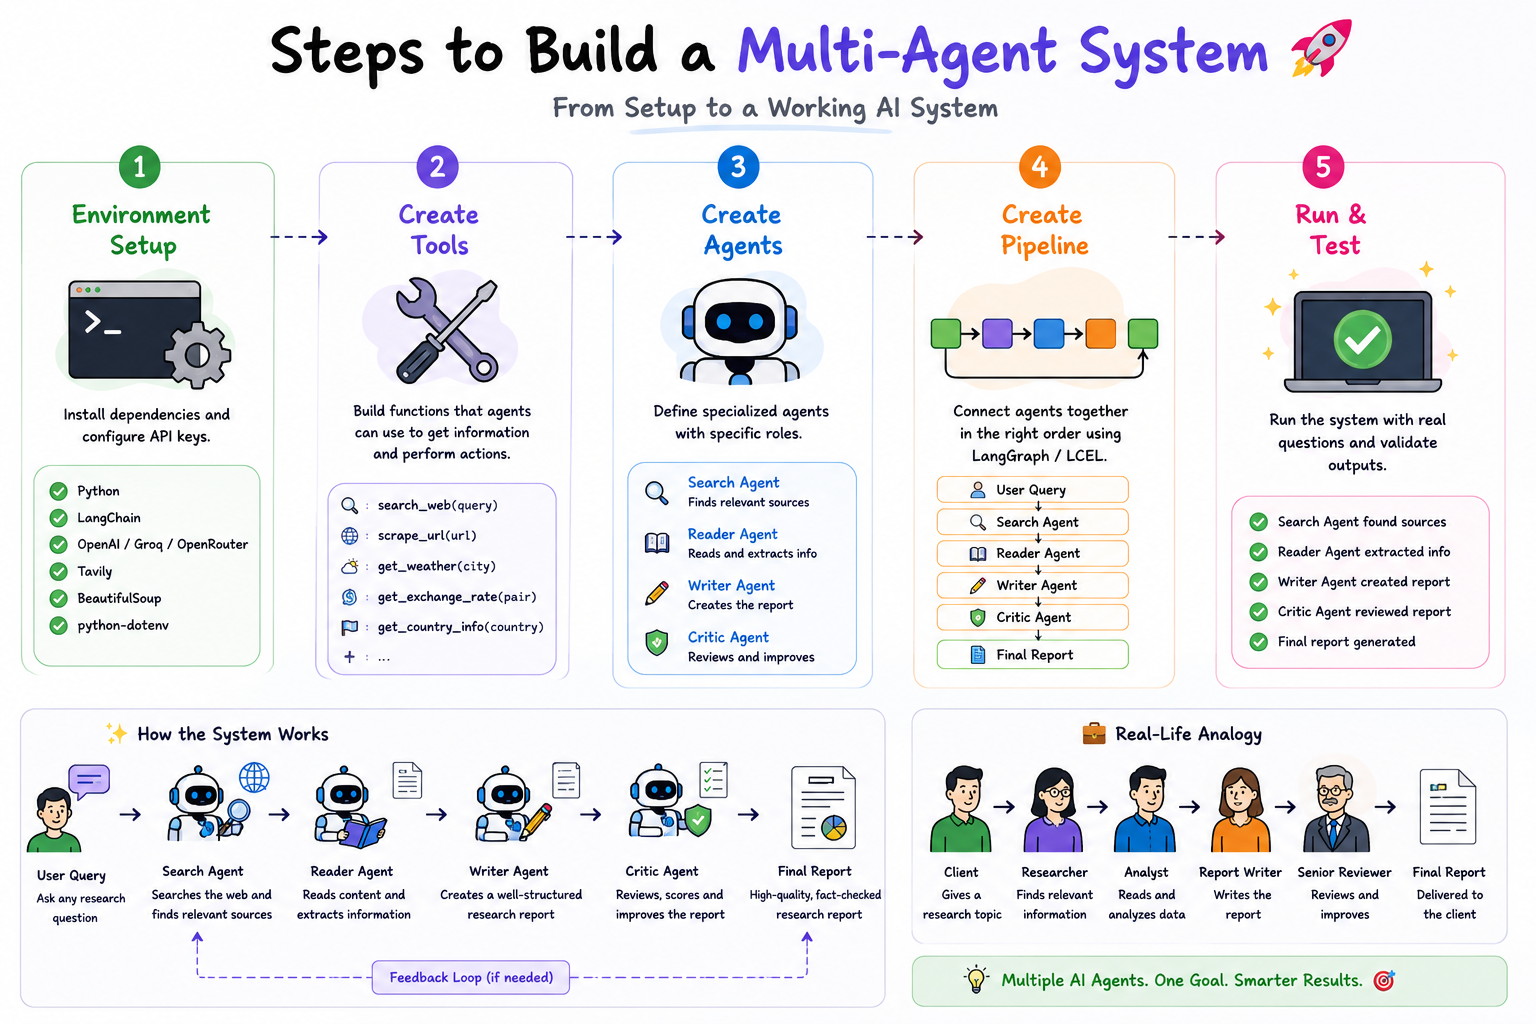 Steps to Build a Multi-Agent System
From Setup to a Working AI System
1
Environment
Setup
>_
Install dependencies and
configure API keys.
Python
LangChain
OpenAI / Groq / OpenRouter
Tavily
BeautifulSoup
python-dotenv
2
Create
Tools
Build functions that agents
can use to get information
and perform actions.
: search_web(query)
: scrape_url(url)
: get_weather(city)
: get_exchange_rate(pair)
: get_country_info(country)
+ : ...
3
Create
Agents
Define specialized agents
with specific roles.
Search Agent
Finds relevant sources
Reader Agent
Reads and extracts info
Writer Agent
Creates the report
Critic Agent
Reviews and improves
4
Create
Pipeline
Connect agents together
in the right order using
LangGraph / LCEL.
User Query
Search Agent
Reader Agent
Writer Agent
Critic Agent
Final Report
5
Run &
Test
Run the system with real
questions and validate
outputs.
Search Agent found sources
Reader Agent extracted info
Writer Agent created report
Critic Agent reviewed report
Final report generated
How the System Works
User Query
Ask any research
question
Search Agent
Searches the web and
finds relevant sources
Reader Agent
Reads content and
extracts information
Writer Agent
Creates a well-structured
research report
Critic Agent
Reviews, scores and
improves the report
Final Report
High-quality, fact-checked
research report
Feedback Loop (if needed)
Real-Life Analogy
Client
Gives a
research topic
Researcher
Finds relevant
information
Analyst
Reads and
analyzes data
Report Writer
Writes the
report
Senior Reviewer
Reviews and
improves
Final Report
Delivered to
the client
Multiple AI Agents. One Goal. Smarter Results.